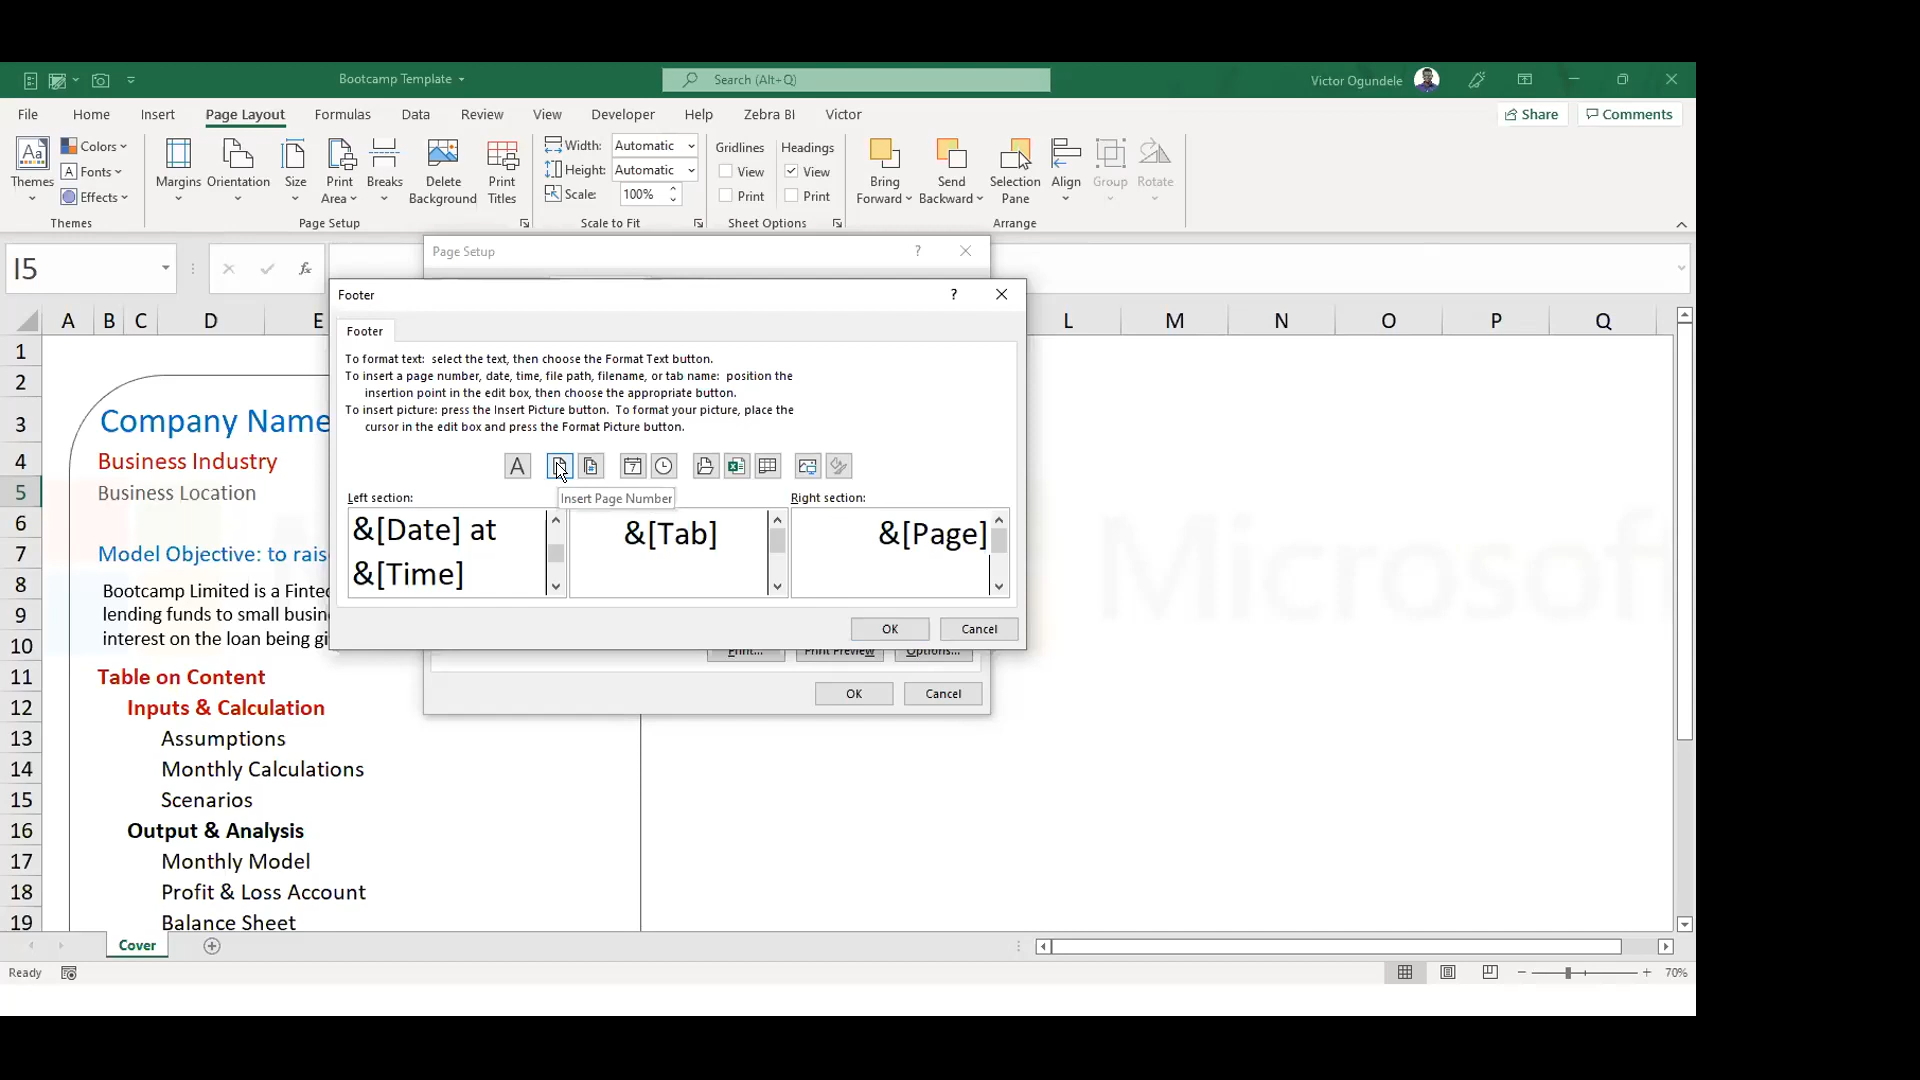 Bootcamp Template
Search (Alt+Q)
Victor Ogundele
File
Home
Insert
Page Layout
Formulas
Data
Review
View
Developer
Help
Zebra BI
Victor
Share
Comments
Themes
Colors
Fonts
Effects
Margins
Orientation
Size
Print Area
Breaks
Delete Background
Print Titles
Width: Automatic
Height: Automatic
Scale: 100%
Gridlines
View
Print
Headings
View
Print
Bring Forward
Send Backward
Selection Pane
Align
Group
Rotate
Themes
Page Setup
Scale to Fit
Sheet Options
Arrange
I5
fx
Page Setup
?
Footer
?
Footer
To format text: select the text, then choose the Format Text button.
To insert a page number, date, time, file path, filename, or tab name: position the
insertion point in the edit box, then choose the appropriate button.
To insert picture: press the Insert Picture button. To format your picture, place the
cursor in the edit box and press the Format Picture button.
A
7
Left section:
Insert Page Number
Right section:
&[Date] at
&[Time]
&[Tab]
&[Page]
OK
Cancel
Print...
Print Preview
Options...
OK
Cancel
A B C D E L M N O P Q
1
2
3 Company Name
4 Business Industry
5 Business Location
6
7 Model Objective: to rais
8 Bootcamp Limited is a Fintec
9 lending funds to small busin
10 interest on the loan being gi
11 Table on Content
12 Inputs & Calculation
13 Assumptions
14 Monthly Calculations
15 Scenarios
16 Output & Analysis
17 Monthly Model
18 Profit & Loss Account
19 Balance Sheet
Microsoft
Cover
Ready
70%